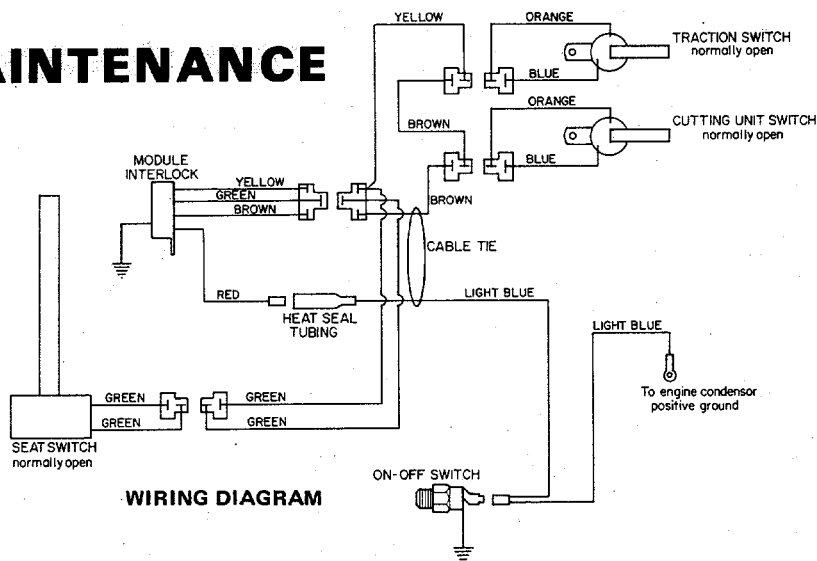 AINTENANCE
YELLOW
ORANGE
TRACTION SWITCH
normally open
BLUE
ORANGE
BROWN
CUTTING UNIT SWITCH
normally open
BLUE
MODULE
INTERLOCK
YELLOW
GREEN
BROWN
BROWN
CABLE TIE
RED
LIGHT BLUE
HEAT SEAL
TUBING
LIGHT BLUE
To engine condensor
positive ground
GREEN
GREEN
GREEN
GREEN
SEAT SWITCH
normally open
ON-OFF SWITCH
WIRING DIAGRAM